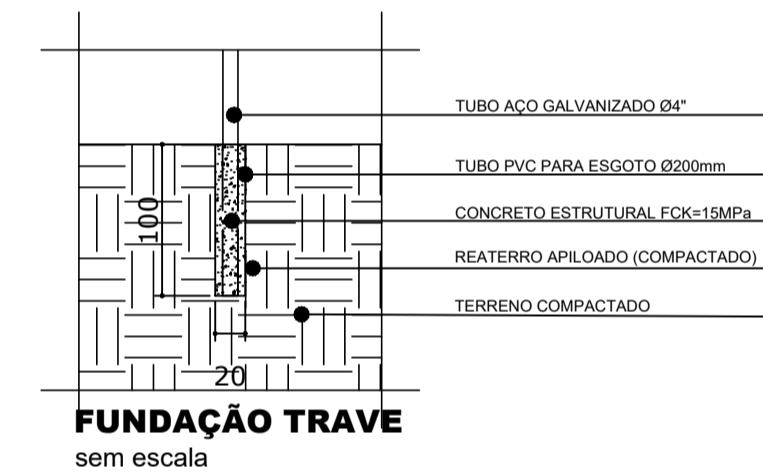 TUBO AÇO GALVANIZADO Ø4"
TUBO PVC PARA ESGOTO Ø200mm
CONCRETO ESTRUTURAL FCK=15MPa
REATERRO APILOADO (COMPACTADO)
TERRENO COMPACTADO
100
20
FUNDAÇÃO TRAVE
sem escala